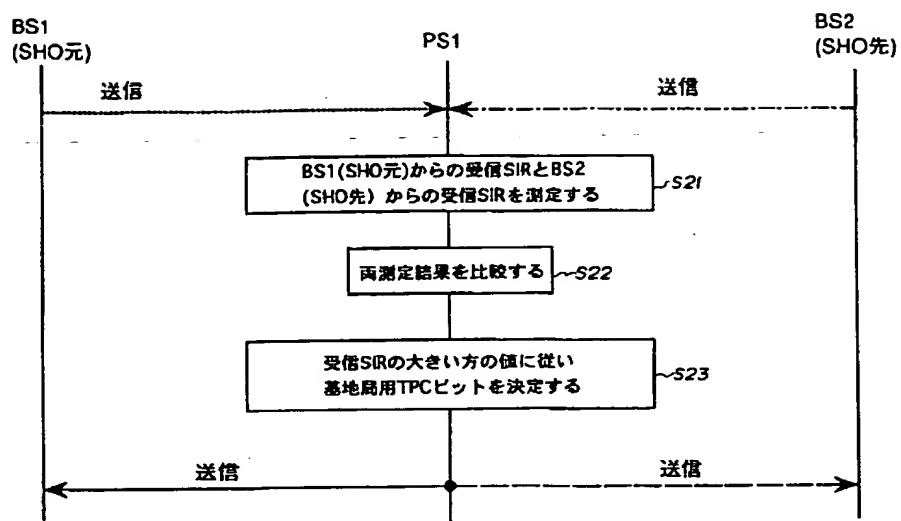 BS1
(SHO元)
PS1
BS2
(SHO先)
送信
送信
BS1(SHO元)からの受信SIRとBS2
(SHO先)からの受信SIRを測定する
S21
両測定結果を比較する
S22
受信SIRの大きい方の値に従い
基地局用TPCビットを決定する
S23
送信
送信